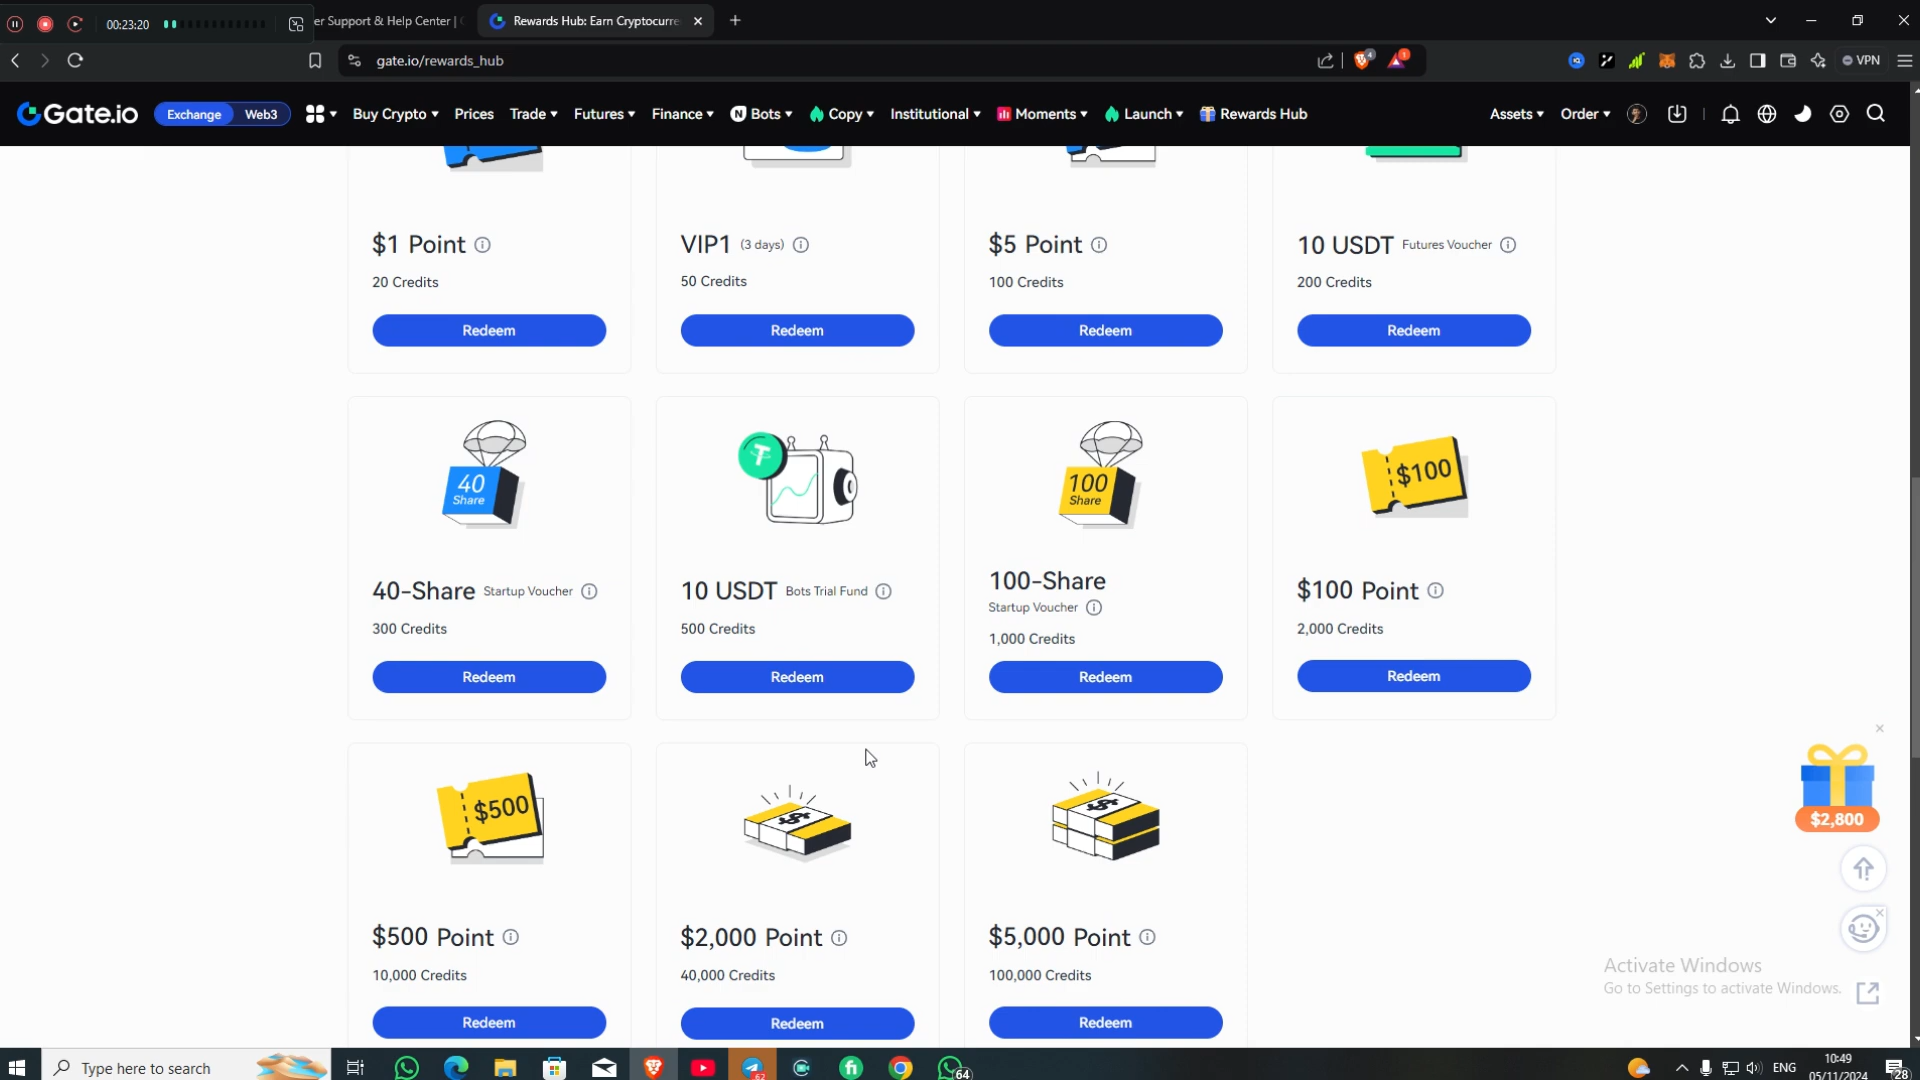 00:23:20
er Support & Help Center |
Rewards Hub: Earn Cryptocurre
gate.io/rewards_hub
4
1
VPN
Gate.io
Exchange
Web3
Buy Crypto
Prices
Trade
Futures
Finance
Bots
Copy
Institutional
Moments
Launch
Rewards Hub
Assets
Order
$1 Point
20 Credits
Redeem
VIP1 (3 days)
50 Credits
Redeem
$5 Point
100 Credits
Redeem
10 USDT Futures Voucher
200 Credits
Redeem
40
Share
40-Share Startup Voucher
300 Credits
Redeem
10 USDT Bots Trial Fund
500 Credits
Redeem
100
Share
100-Share
Startup Voucher
1,000 Credits
Redeem
$100
$100 Point
2,000 Credits
Redeem
$500
$500 Point
10,000 Credits
Redeem
$2,000 Point
40,000 Credits
Redeem
$5,000 Point
100,000 Credits
Redeem
$2,800
Activate Windows
Go to Settings to activate Windows.
Type here to search
62
64
ENG
10:49
05/11/2024
28